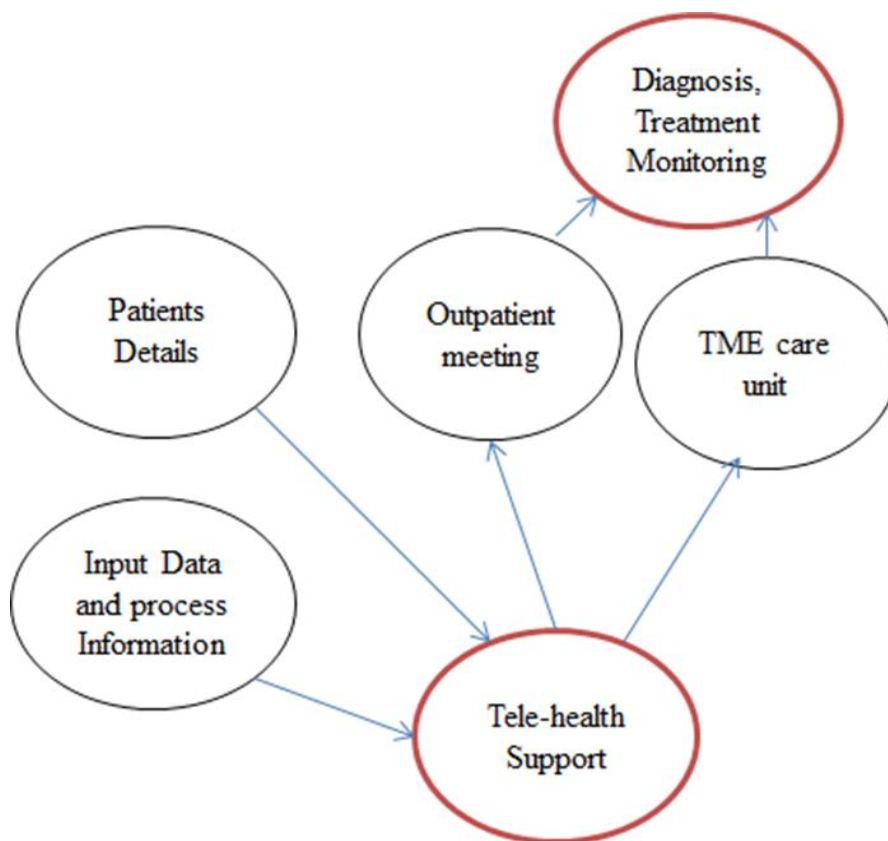 Diagnosis,
Treatment
Monitoring
Patients
Details
Outpatient
meeting
TME care
unit
Input Data
and process
Information
Tele-health
Support